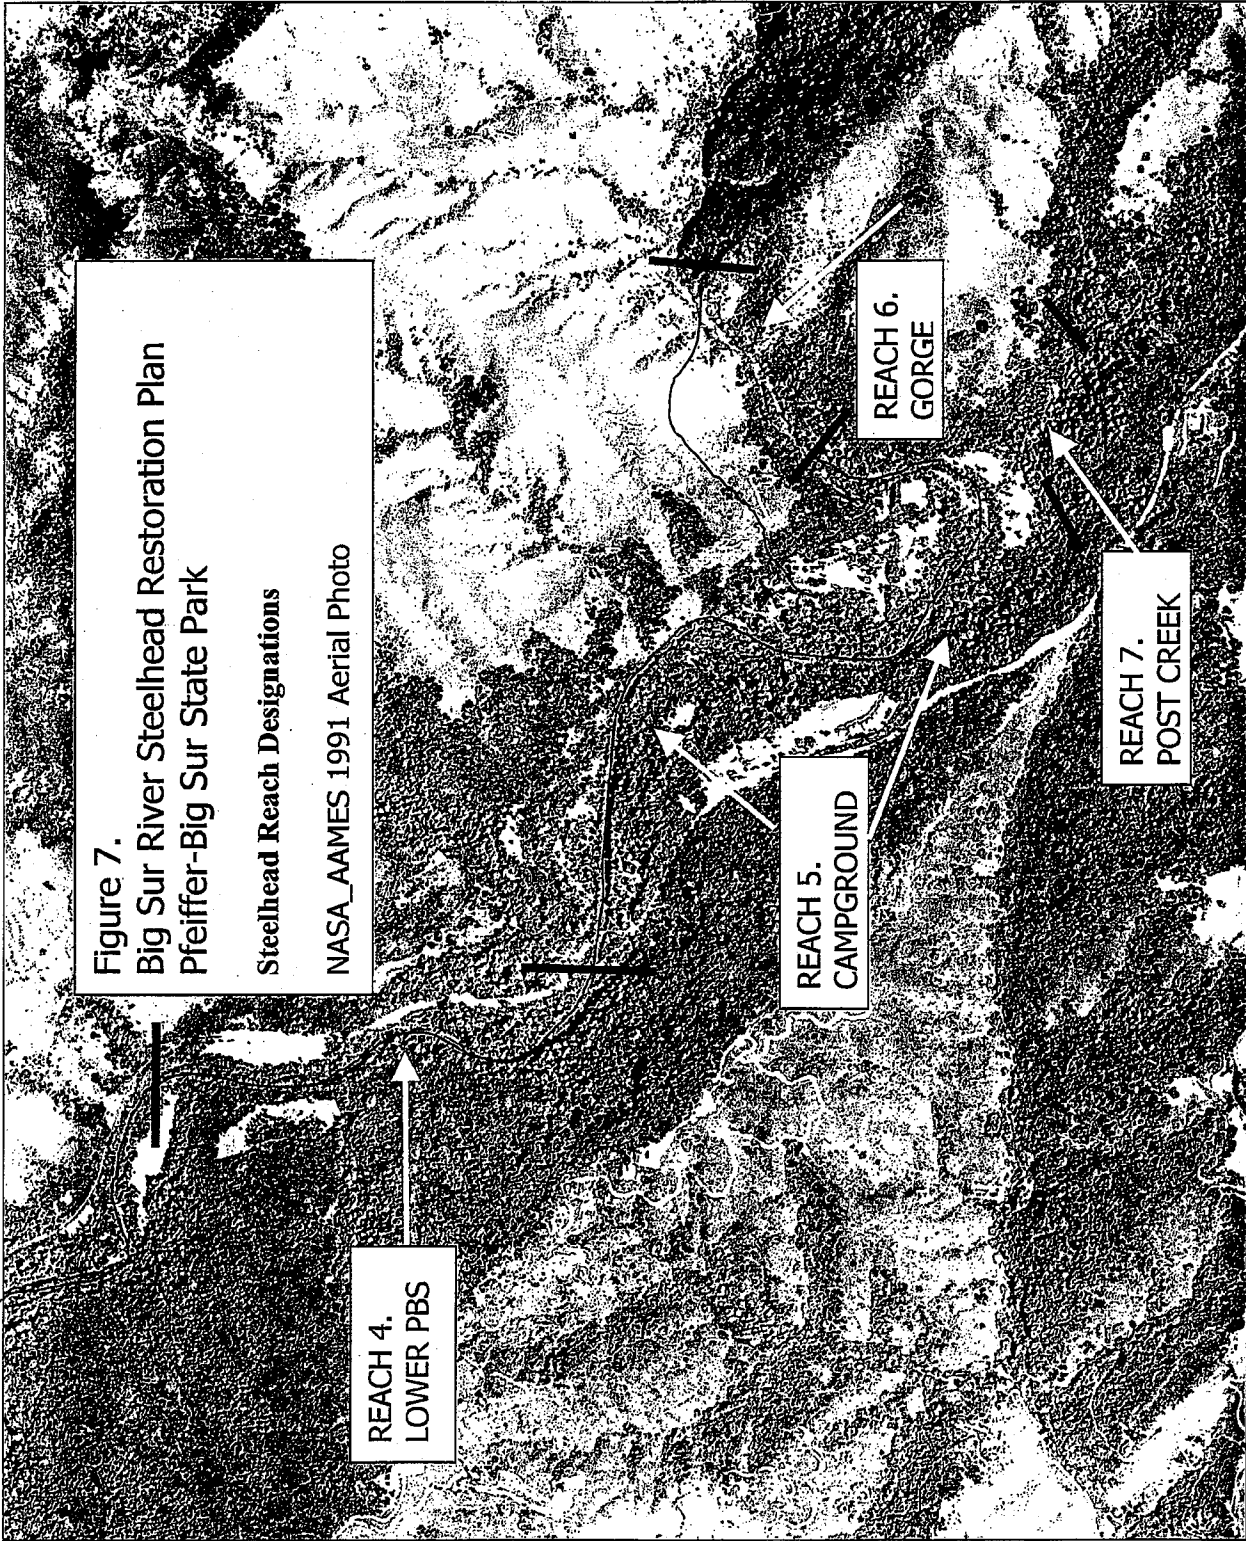 Figure 7.
Big Sur River Steelhead Restoration Plan
Pfeiffer-Big Sur State Park
Steelhead Reach Designations
NASA_AAMES 1991 Aerial Photo
REACH 4.
LOWER PBS
REACH 5.
CAMPGROUND
REACH 6.
GORGE
REACH 7.
POST CREEK